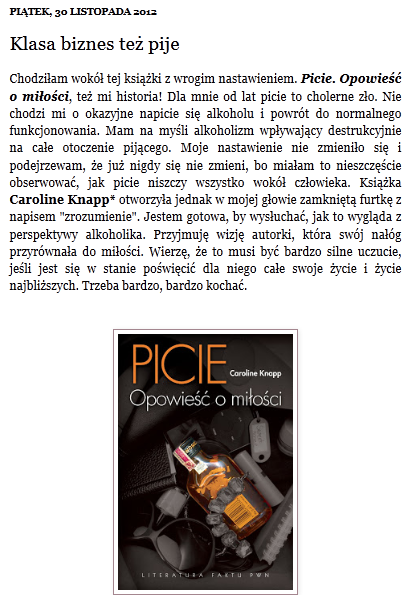 PIĄTEK, 30 LISTOPADA 2012
Klasa biznes też pije
Chodziłam wokół tej książki z wrogim nastawieniem. Picie. Opowieść
o miłości, też mi historia! Dla mnie od lat picie to cholerne zło. Nie
chodzi mi o okazyjne napicie się alkoholu i powrót do normalnego
funkcjonowania. Mam na myśli alkoholizm wpływający destrukcyjnie
na całe otoczenie pijącego. Moje nastawienie nie zmieniło się i
podejrzewam, że już nigdy się nie zmieni, bo miałam to nieszczęście
obserwować, jak picie niszczy wszystko wokół człowieka. Książka
Caroline Knapp* otworzyła jednak w mojej głowie zamkniętą furtkę z
napisem "zrozumienie". Jestem gotowa, by wysłuchać, jak to wygląda z
perspektywy alkoholika. Przyjmuję wizję autorki, która swój nałóg
przyrównała do miłości. Wierzę, że to musi być bardzo silne uczucie,
jeśli jest się w stanie poświęcić dla niego całe swoje życie i życie
najbliższych. Trzeba bardzo, bardzo kochać.
PICIE
Caroline Knapp
Opowieść o miłości
LITERATURA FAKTU PWN